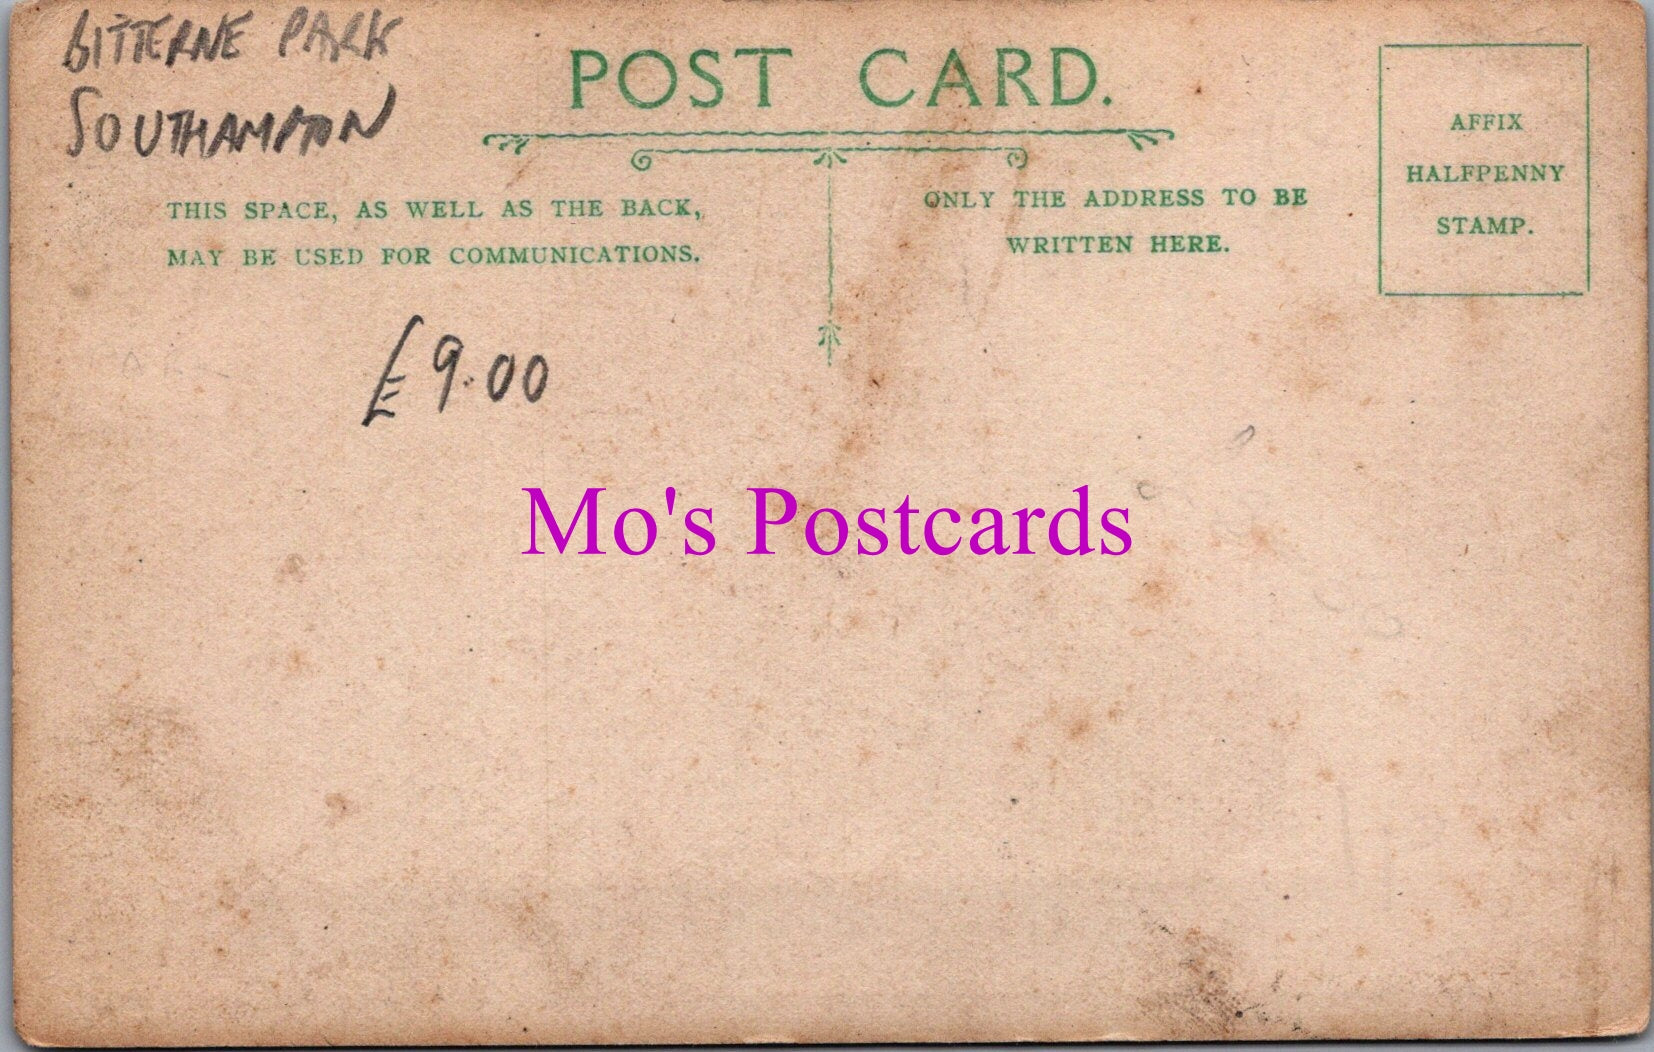 BITTERNE PARK
SOUTHAMPTON
POST CARD.
THIS SPACE, AS WELL AS THE BACK,
MAY BE USED FOR COMMUNICATIONS.
ONLY THE ADDRESS TO BE
WRITTEN HERE.
AFFIX
HALFPENNY
STAMP.
£9.00
Mo's Postcards